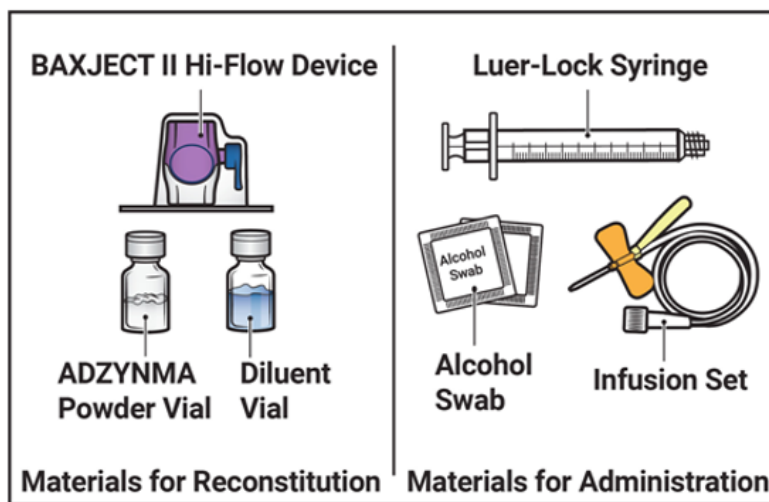 BAXJECT II Hi-Flow Device
ADZYNMA
Powder Vial
Diluent
Vial
Materials for Reconstitution
Luer-Lock Syringe
Alcohol
Swab
Alcohol
Swab
Infusion Set
Materials for Administration